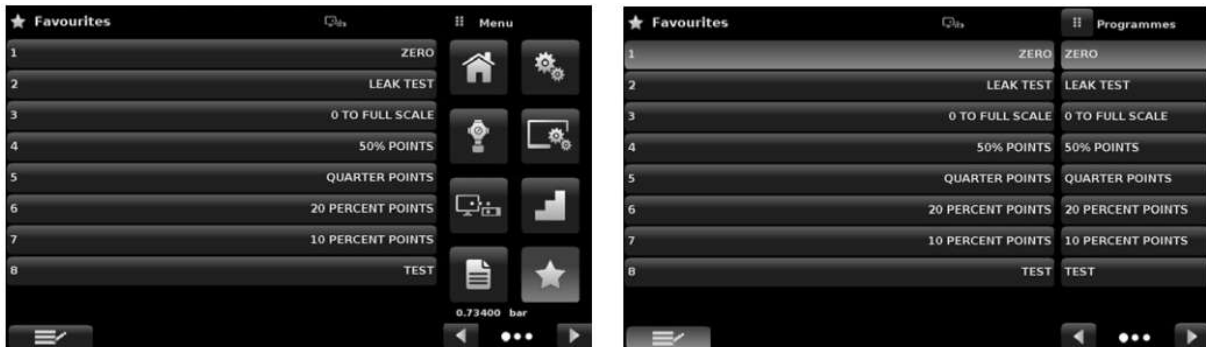 Favourites
Menu
1 ZERO
2 LEAK TEST
3 0 TO FULL SCALE
4 50% POINTS
5 QUARTER POINTS
6 20 PERCENT POINTS
7 10 PERCENT POINTS
8 TEST
0.73400 bar
Favourites
Programmes
1 ZERO ZERO
2 LEAK TEST LEAK TEST
3 0 TO FULL SCALE 0 TO FULL SCALE
4 50% POINTS 50% POINTS
5 QUARTER POINTS QUARTER POINTS
6 20 PERCENT POINTS 20 PERCENT POINTS
7 10 PERCENT POINTS 10 PERCENT POINTS
8 TEST TEST